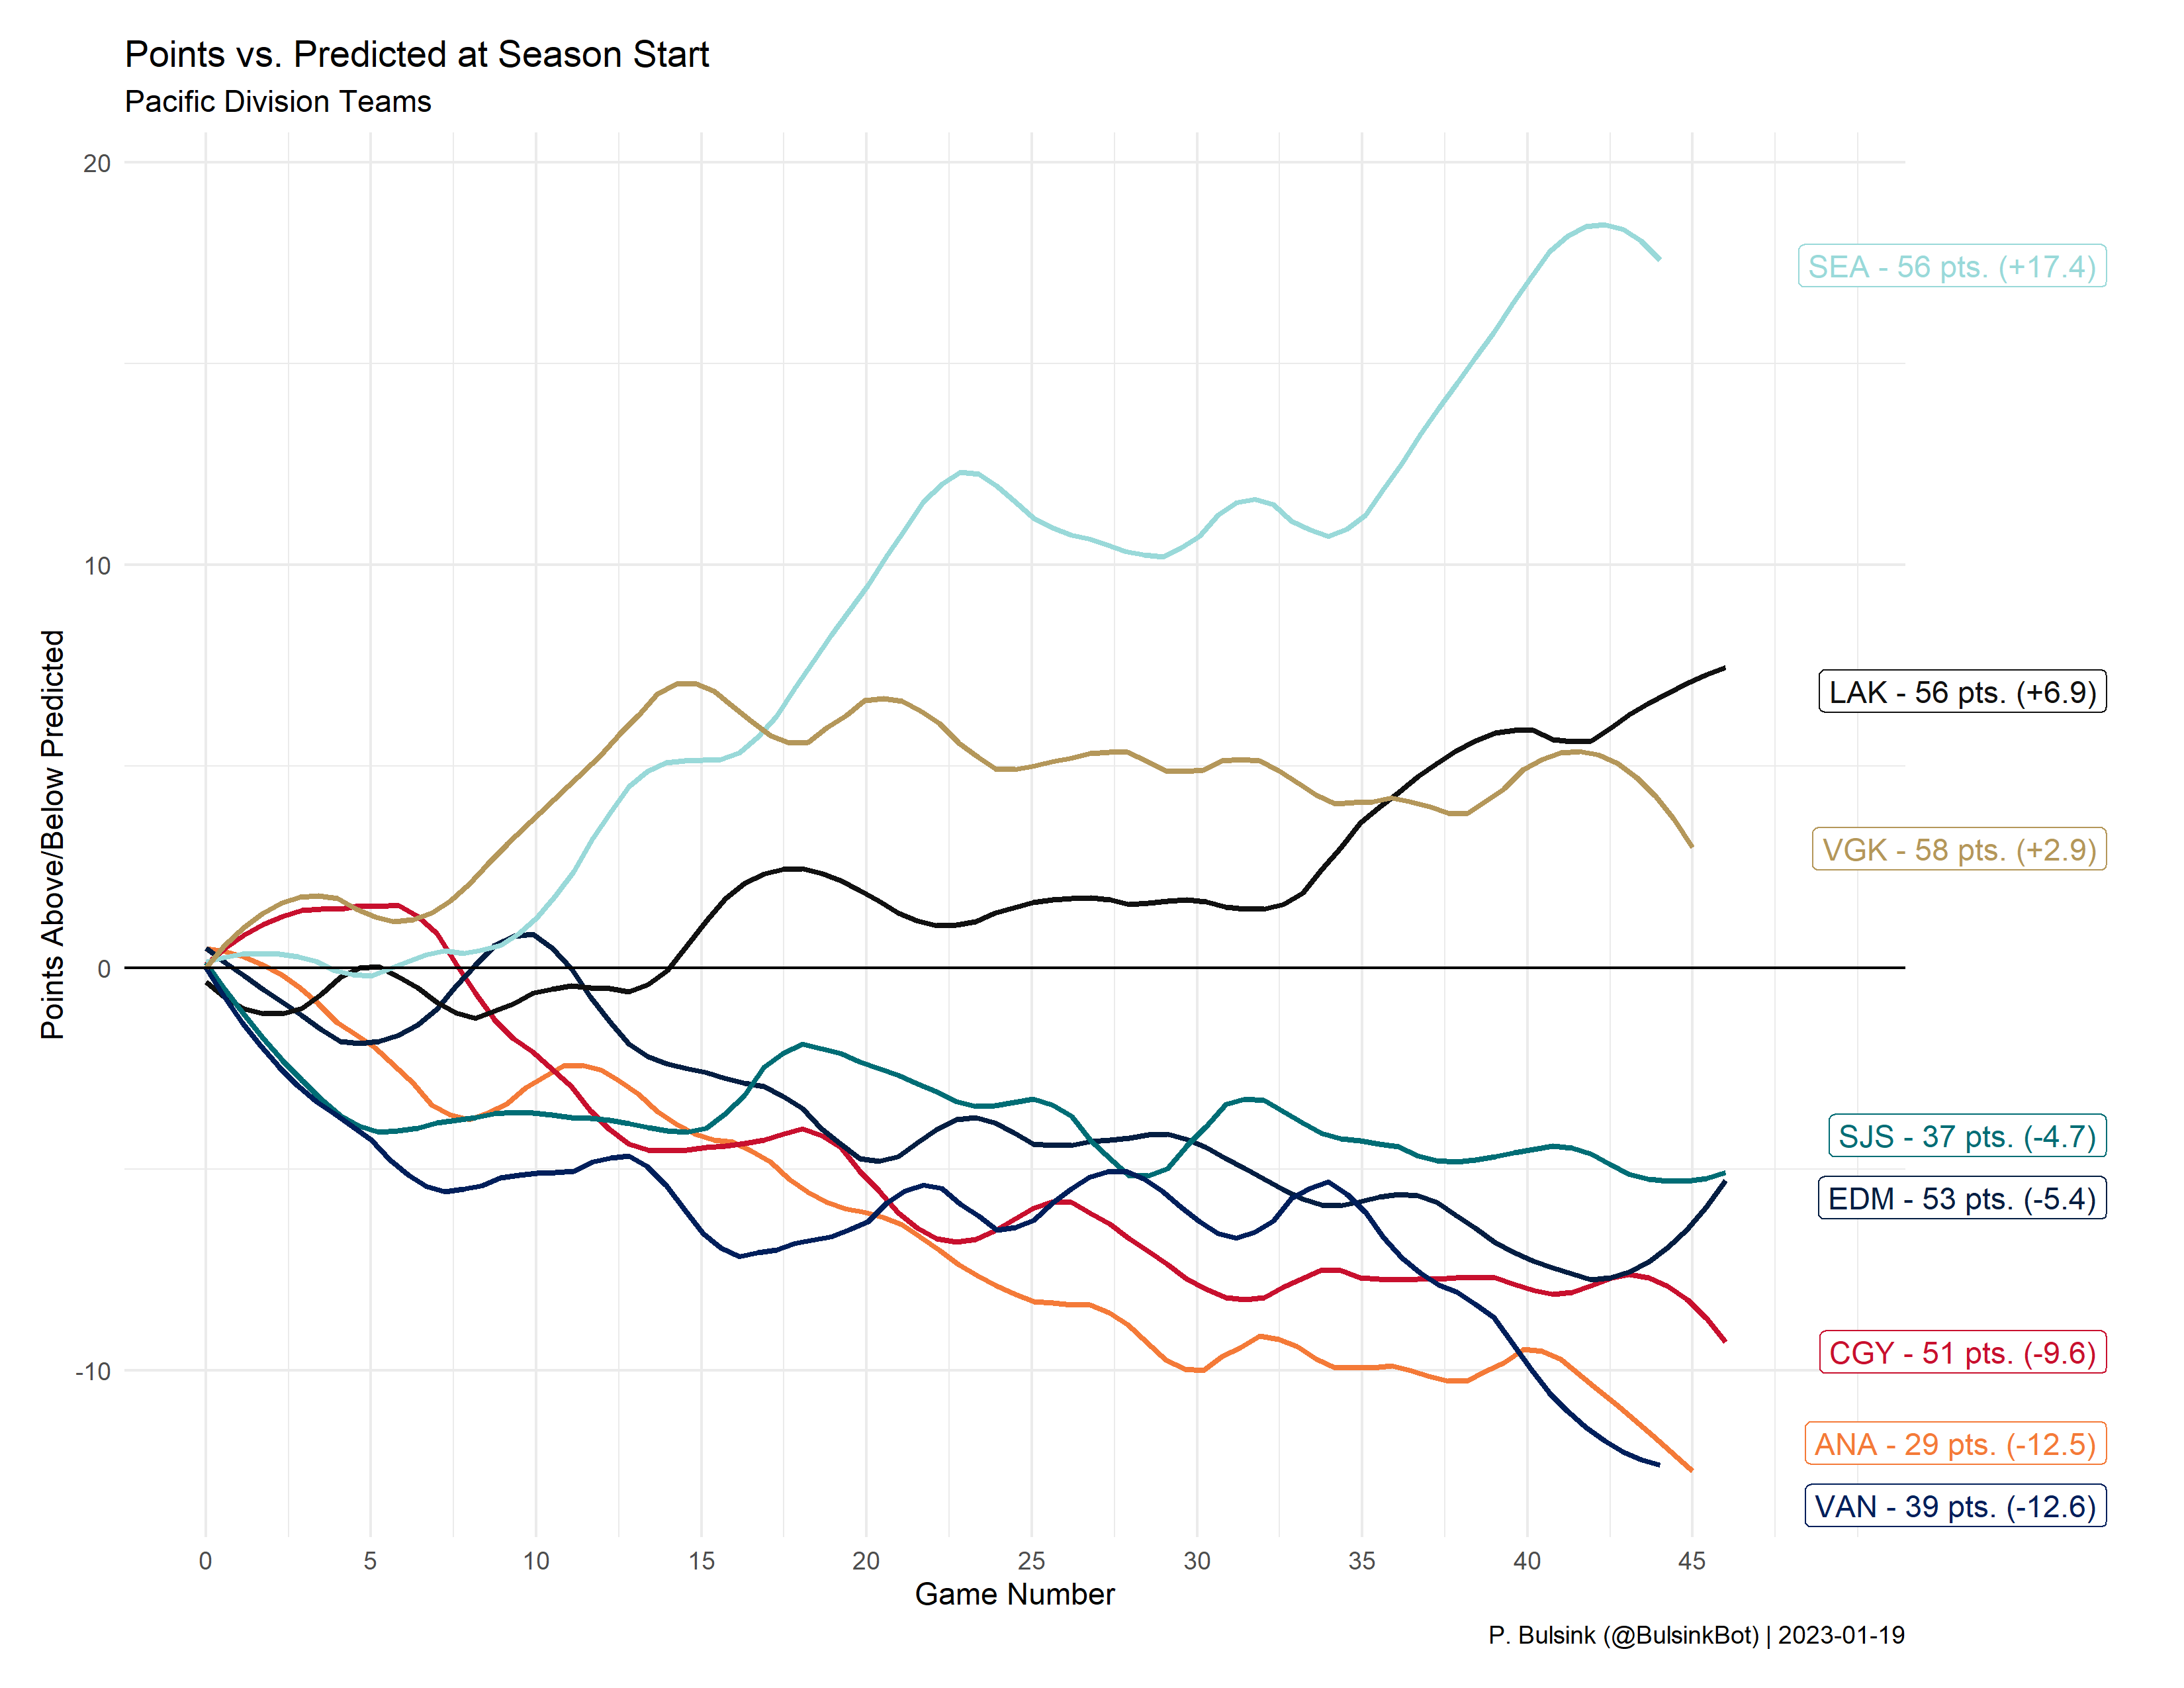 Points vs. Predicted at Season Start
Pacific Division Teams
Points Above/Below Predicted
20
10
0
-10
SEA - 56 pts. (+17.4)
LAK - 56 pts. (+6.9)
VGK - 58 pts. (+2.9)
SJS - 37 pts. (-4.7)
EDM - 53 pts. (-5.4)
CGY - 51 pts. (-9.6)
ANA - 29 pts. (-12.5)
VAN - 39 pts. (-12.6)
0 5 10 15 20 25 30 35 40 45
Game Number
P. Bulsink (@BulsinkBot) | 2023-01-19